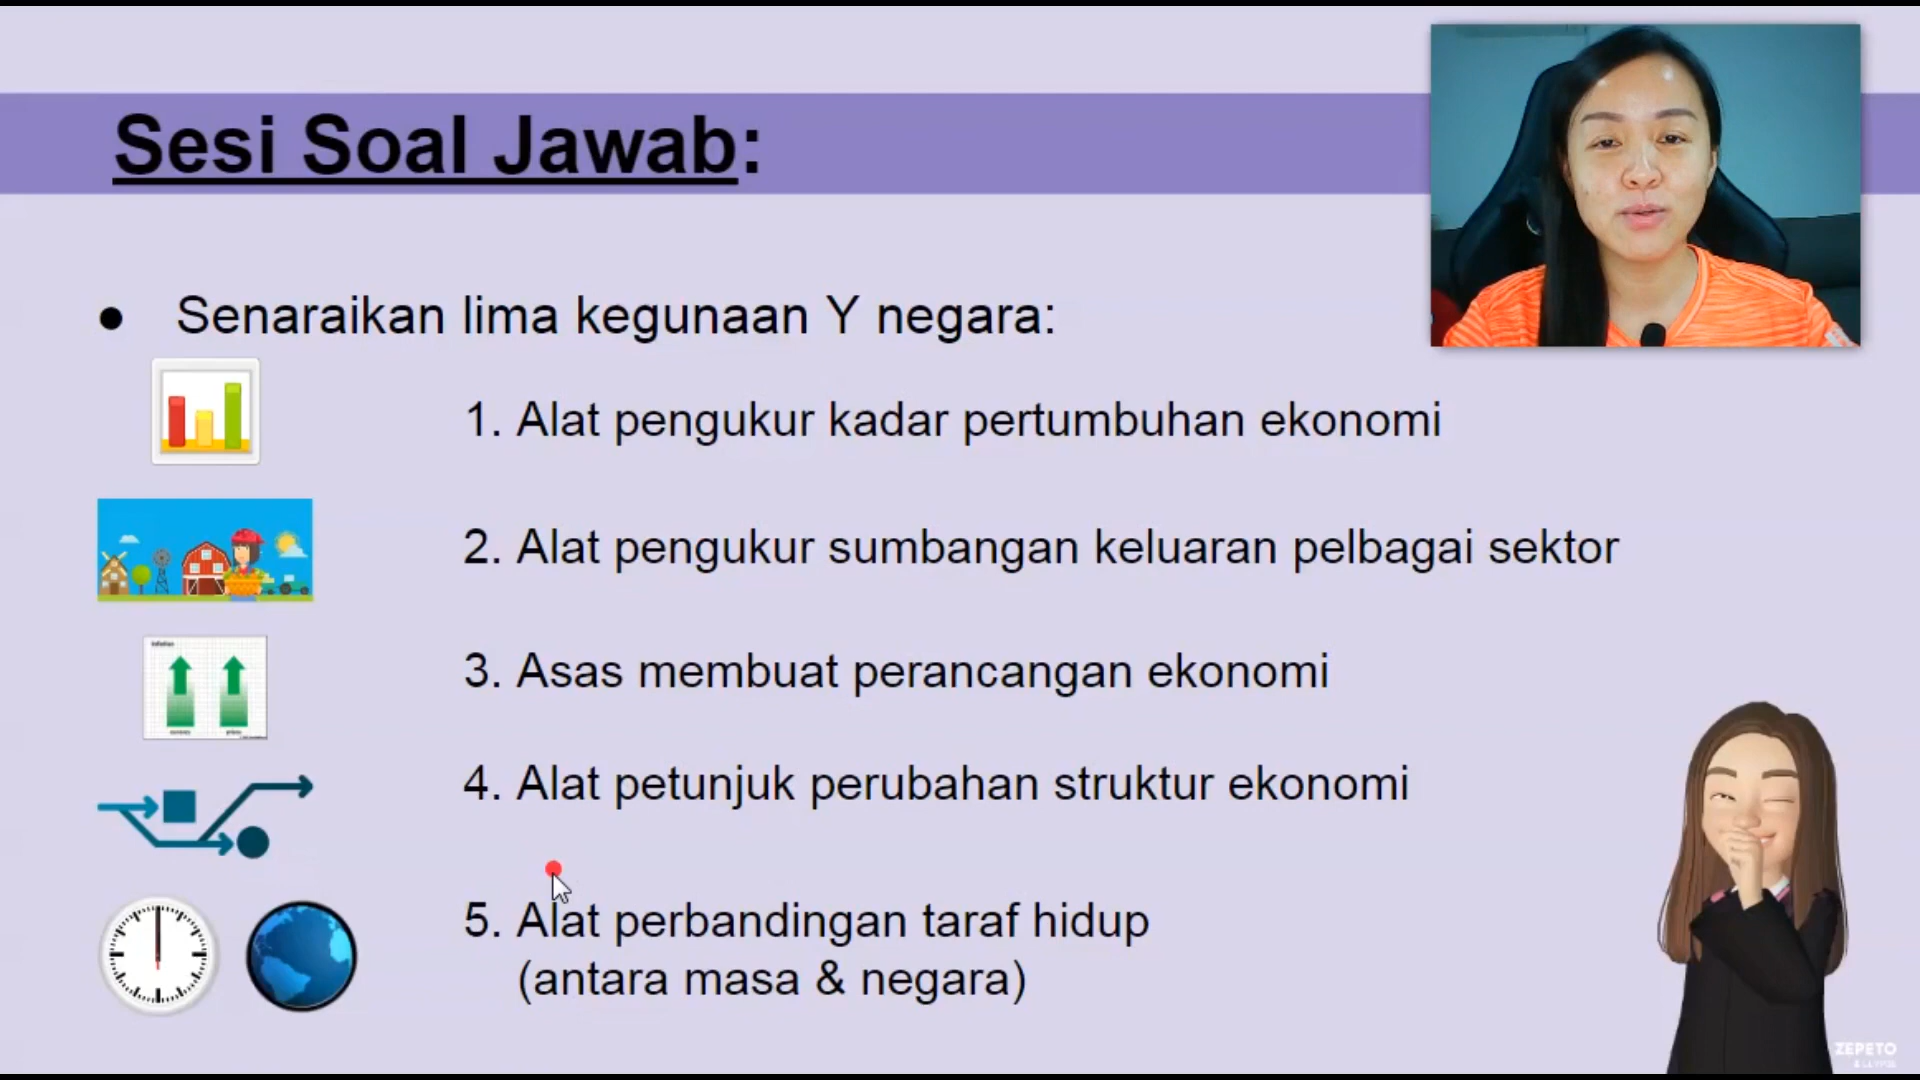 Sesi Soal Jawab:
● Senaraikan lima kegunaan Y negara:
1. Alat pengukur kadar pertumbuhan ekonomi
2. Alat pengukur sumbangan keluaran pelbagai sektor
3. Asas membuat perancangan ekonomi
4. Alat petunjuk perubahan struktur ekonomi
5. Alat perbandingan taraf hidup
(antara masa & negara)
ZEPETO